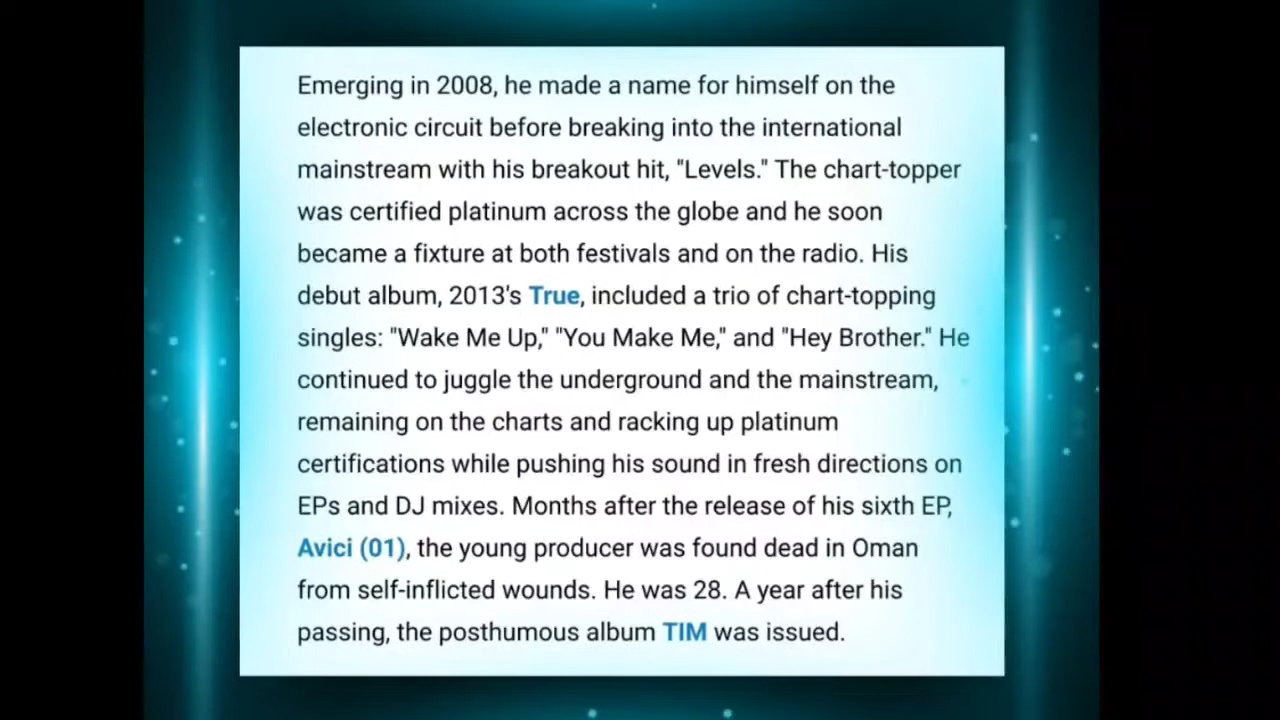 Emerging in 2008, he made a name for himself on the
electronic circuit before breaking into the international
mainstream with his breakout hit, "Levels." The chart-topper
was certified platinum across the globe and he soon
became a fixture at both festivals and on the radio. His
debut album, 2013's True, included a trio of chart-topping
singles: "Wake Me Up," "You Make Me," and "Hey Brother." He
continued to juggle the underground and the mainstream,
remaining on the charts and racking up platinum
certifications while pushing his sound in fresh directions on
EPs and DJ mixes. Months after the release of his sixth EP,
Avici (01), the young producer was found dead in Oman
from self-inflicted wounds. He was 28. A year after his
passing, the posthumous album TIM was issued.